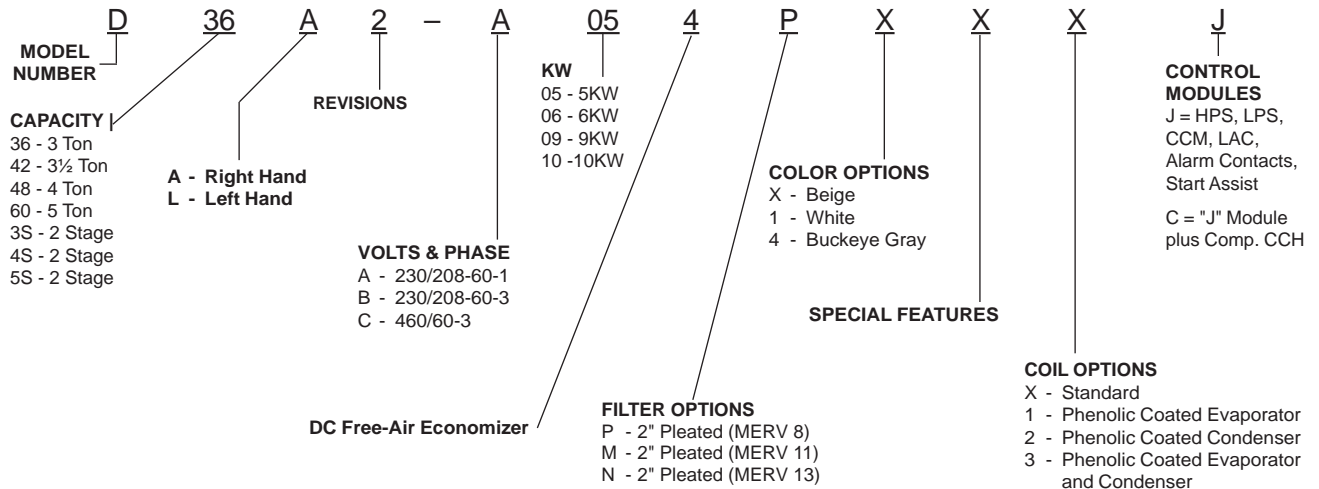 D 36 A 2 – A 05 4 P X X X J
MODEL
NUMBER
CAPACITY |
36 - 3 Ton
42 - 3½ Ton
48 - 4 Ton
60 - 5 Ton
3S - 2 Stage
4S - 2 Stage
5S - 2 Stage
A - Right Hand
L - Left Hand
REVISIONS
VOLTS & PHASE
A - 230/208-60-1
B - 230/208-60-3
C - 460/60-3
KW
05 - 5KW
06 - 6KW
09 - 9KW
10 -10KW
DC Free-Air Economizer
FILTER OPTIONS
P - 2" Pleated (MERV 8)
M - 2" Pleated (MERV 11)
N - 2" Pleated (MERV 13)
COLOR OPTIONS
X - Beige
1 - White
4 - Buckeye Gray
SPECIAL FEATURES
COIL OPTIONS
X - Standard
1 - Phenolic Coated Evaporator
2 - Phenolic Coated Condenser
3 - Phenolic Coated Evaporator
and Condenser
CONTROL
MODULES
J = HPS, LPS,
CCM, LAC,
Alarm Contacts,
Start Assist
C = "J" Module
plus Comp. CCH